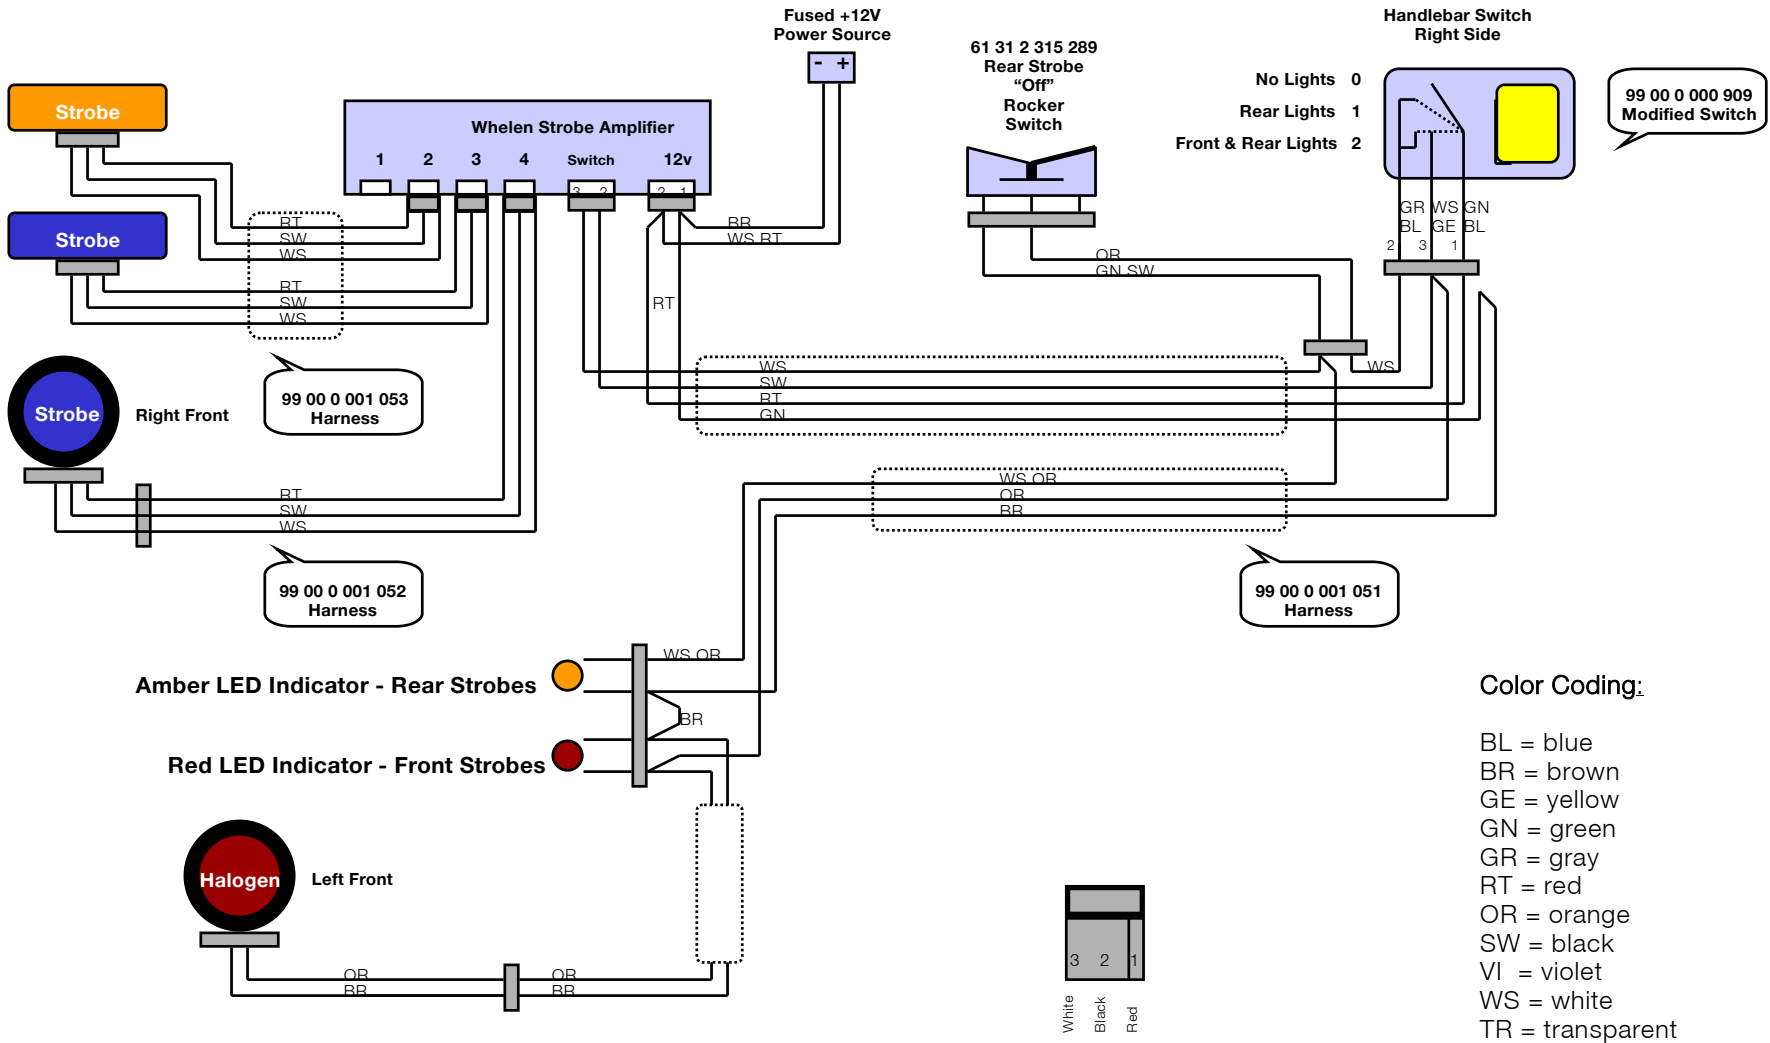 Fused +12V
Power Source
- +
61 31 2 315 289
Rear Strobe
“Off”
Rocker
Switch
Handlebar Switch
Right Side
No Lights 0
Rear Lights 1
Front & Rear Lights 2
99 00 0 000 909
Modified Switch
Strobe
Strobe
Whelen Strobe Amplifier
1 2 3 4 Switch 12v
3 2 2 1
RT
SW
WS
RT
SW
WS
BR
WS RT
RT
OR
GN SW
GR WS GN
BL GE BL
2 3 1
WS
WS
SW
RT
GN
99 00 0 001 053
Harness
Strobe
Right Front
RT
SW
WS
99 00 0 001 052
Harness
WS OR
OR
BR
99 00 0 001 051
Harness
WS OR
Amber LED Indicator - Rear Strobes
BR
Red LED Indicator - Front Strobes
Halogen
Left Front
OR OR
BR BR
3 2 1
White
Black
Red
Color Coding:
BL = blue
BR = brown
GE = yellow
GN = green
GR = gray
RT = red
OR = orange
SW = black
VI = violet
WS = white
TR = transparent